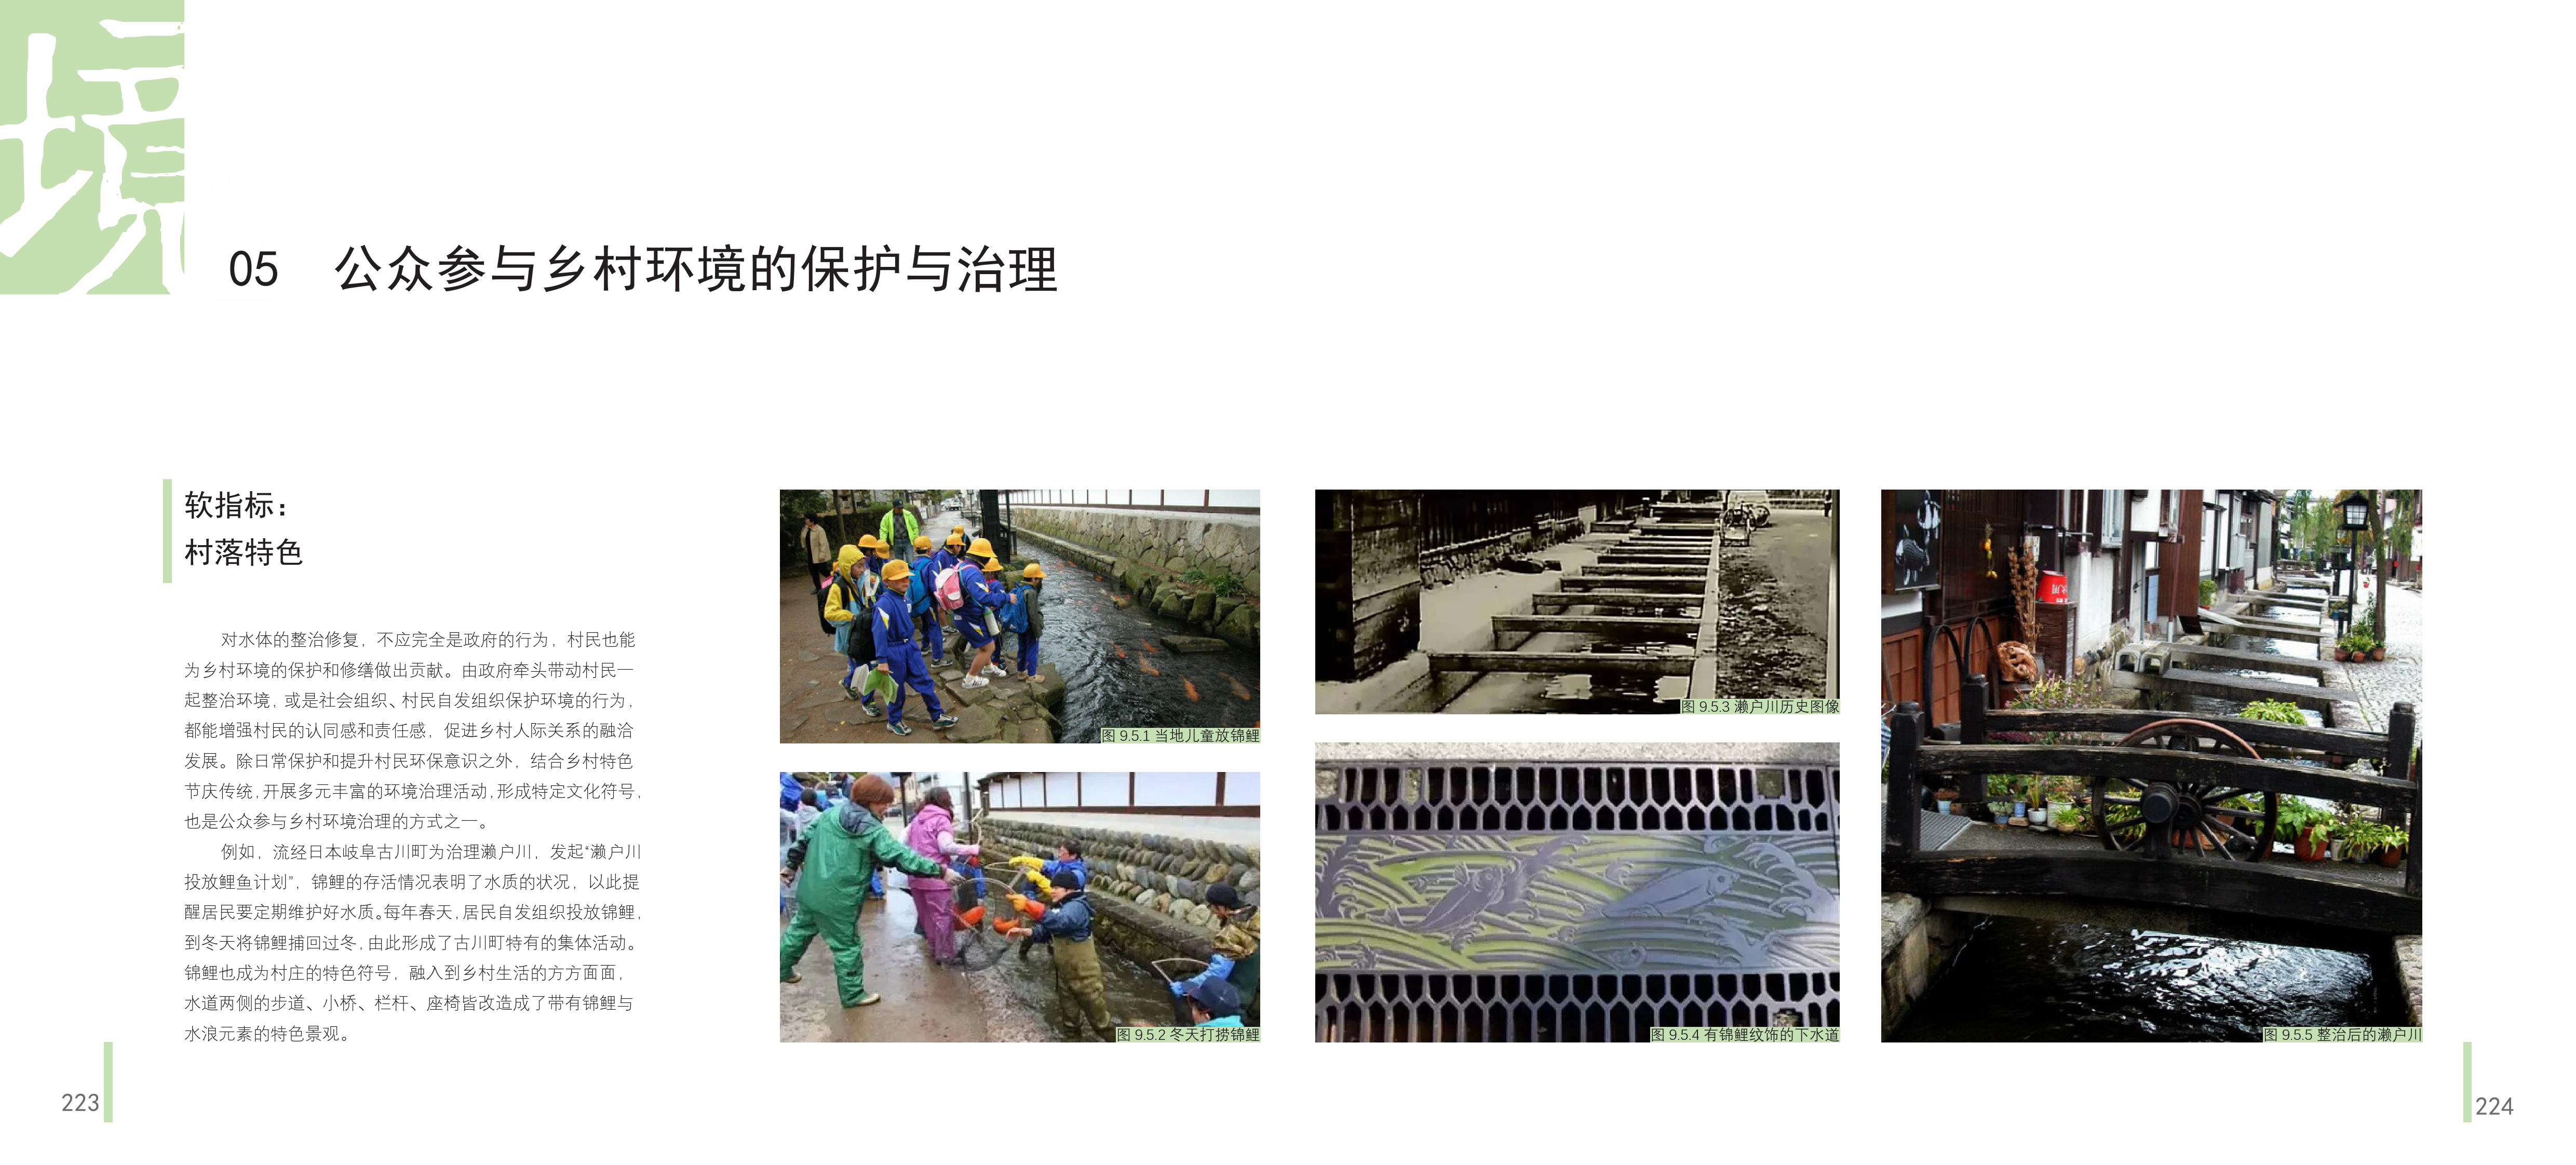 境
05 公众参与乡村环境的保护与治理
软指标：
村落特色
对水体的整治修复，不应完全是政府的行为，村民也能
为乡村环境的保护和修缮做出贡献。由政府牵头带动村民一
起整治环境，或是社会组织、村民自发组织保护环境的行为，
都能增强村民的认同感和责任感，促进乡村人际关系的融洽
发展。除日常保护和提升村民环保意识之外，结合乡村特色
节庆传统，开展多元丰富的环境治理活动，形成特定文化符号，
也是公众参与乡村环境治理的方式之一。
例如，流经日本岐阜古川町为治理濑户川，发起“濑户川
投放鲤鱼计划”，锦鲤的存活情况表明了水质的状况，以此提
醒居民要定期维护好水质。每年春天，居民自发组织投放锦鲤，
到冬天将锦鲤捕回过冬，由此形成了古川町特有的集体活动。
锦鲤也成为村庄的特色符号，融入到乡村生活的方方面面，
水道两侧的步道、小桥、栏杆、座椅皆改造成了带有锦鲤与
水浪元素的特色景观。
图 9.5.1 当地儿童放锦鲤
图 9.5.2 冬天打捞锦鲤
图 9.5.3 濑户川历史图像
图 9.5.4 有锦鲤纹饰的下水道
图 9.5.5 整治后的濑户川
223
224